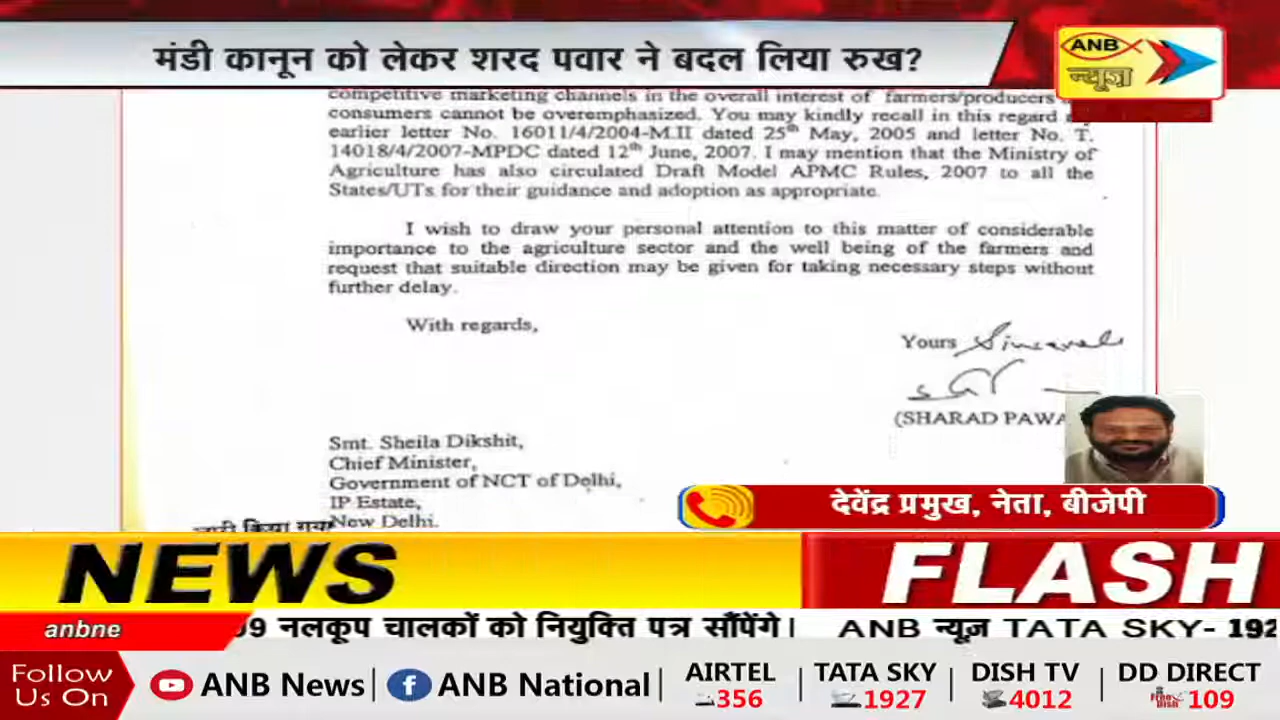 मंडी कानून को लेकर शरद पवार ने बदल लिया रुख?
ANB
न्यूज़
competitive marketing channels in the overall interest of farmers/producers
consumers cannot be overemphasized. You may kindly recall in this regard
earlier letter No. 16011/4/2004-M.II dated 25th May, 2005 and letter No. T.
14018/4/2007-MPDC dated 12th June, 2007. I may mention that the Ministry of
Agriculture has also circulated Draft Model APMC Rules, 2007 to all the
States/UTs for their guidance and adoption as appropriate.
I wish to draw your personal attention to this matter of considerable
importance to the agriculture sector and the well being of the farmers and
request that suitable direction may be given for taking necessary steps without
further delay.
With regards,
Yours Sincerely
(SHARAD PAWA
Smt. Sheila Dikshit,
Chief Minister,
Government of NCT of Delhi,
IP Estate,
New Delhi.
देवेंद्र प्रमुख, नेता, बीजेपी
NEWS FLASH
anbne
09 नलकूप चालकों को नियुक्ति पत्र सौंपेंगे। ANB न्यूज़ TATA SKY- 192
Follow Us On
ANB News
ANB National
AIRTEL 356
TATA SKY 1927
DISH TV 4012
DD DIRECT 109